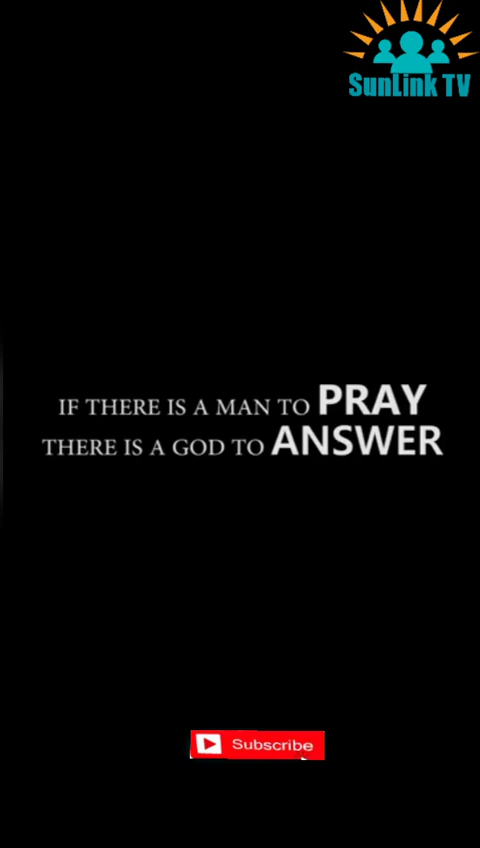 SunLink TV
IF THERE IS A MAN TO PRAY
THERE IS A GOD TO ANSWER
Subscribe